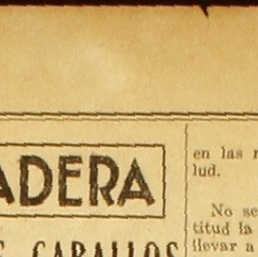 ADERA
CABALLOS
en las
lud.
No se
titud la
llevar a